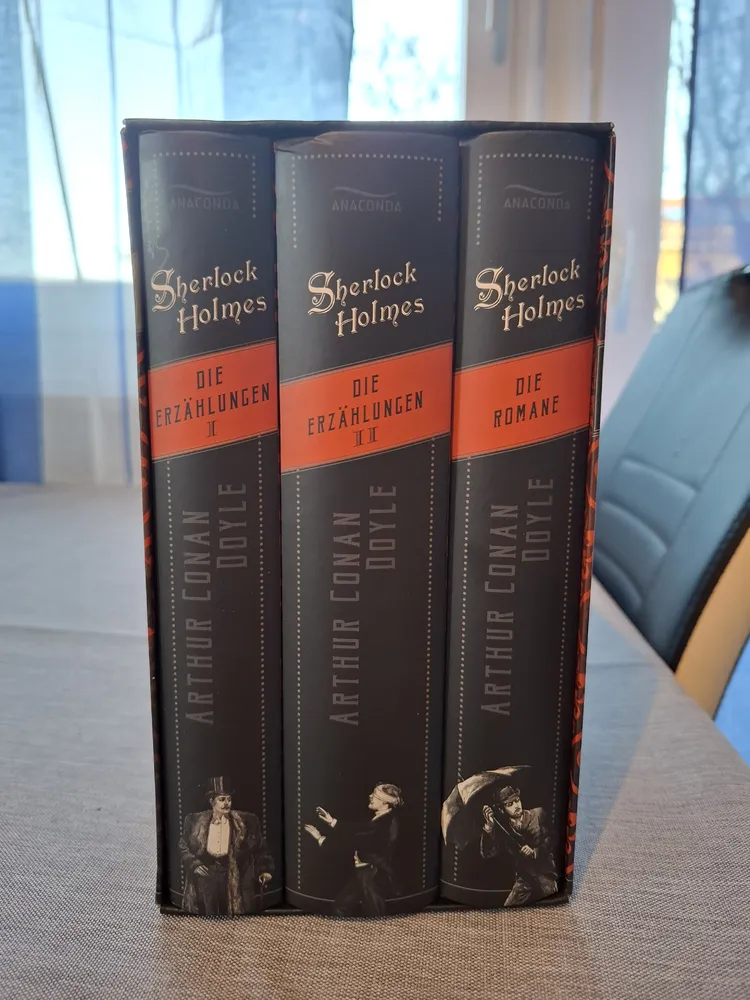 ANACONDA
Sherlock
Holmes
DIE
ERZÄHLUNGEN
I
ARTHUR CONAN
DOYLE
ANACONDA
Sherlock
Holmes
DIE
ERZÄHLUNGEN
II
ARTHUR CONAN
DOYLE
ANACONDA
Sherlock
Holmes
DIE
ROMANE
ARTHUR CONAN
DOYLE